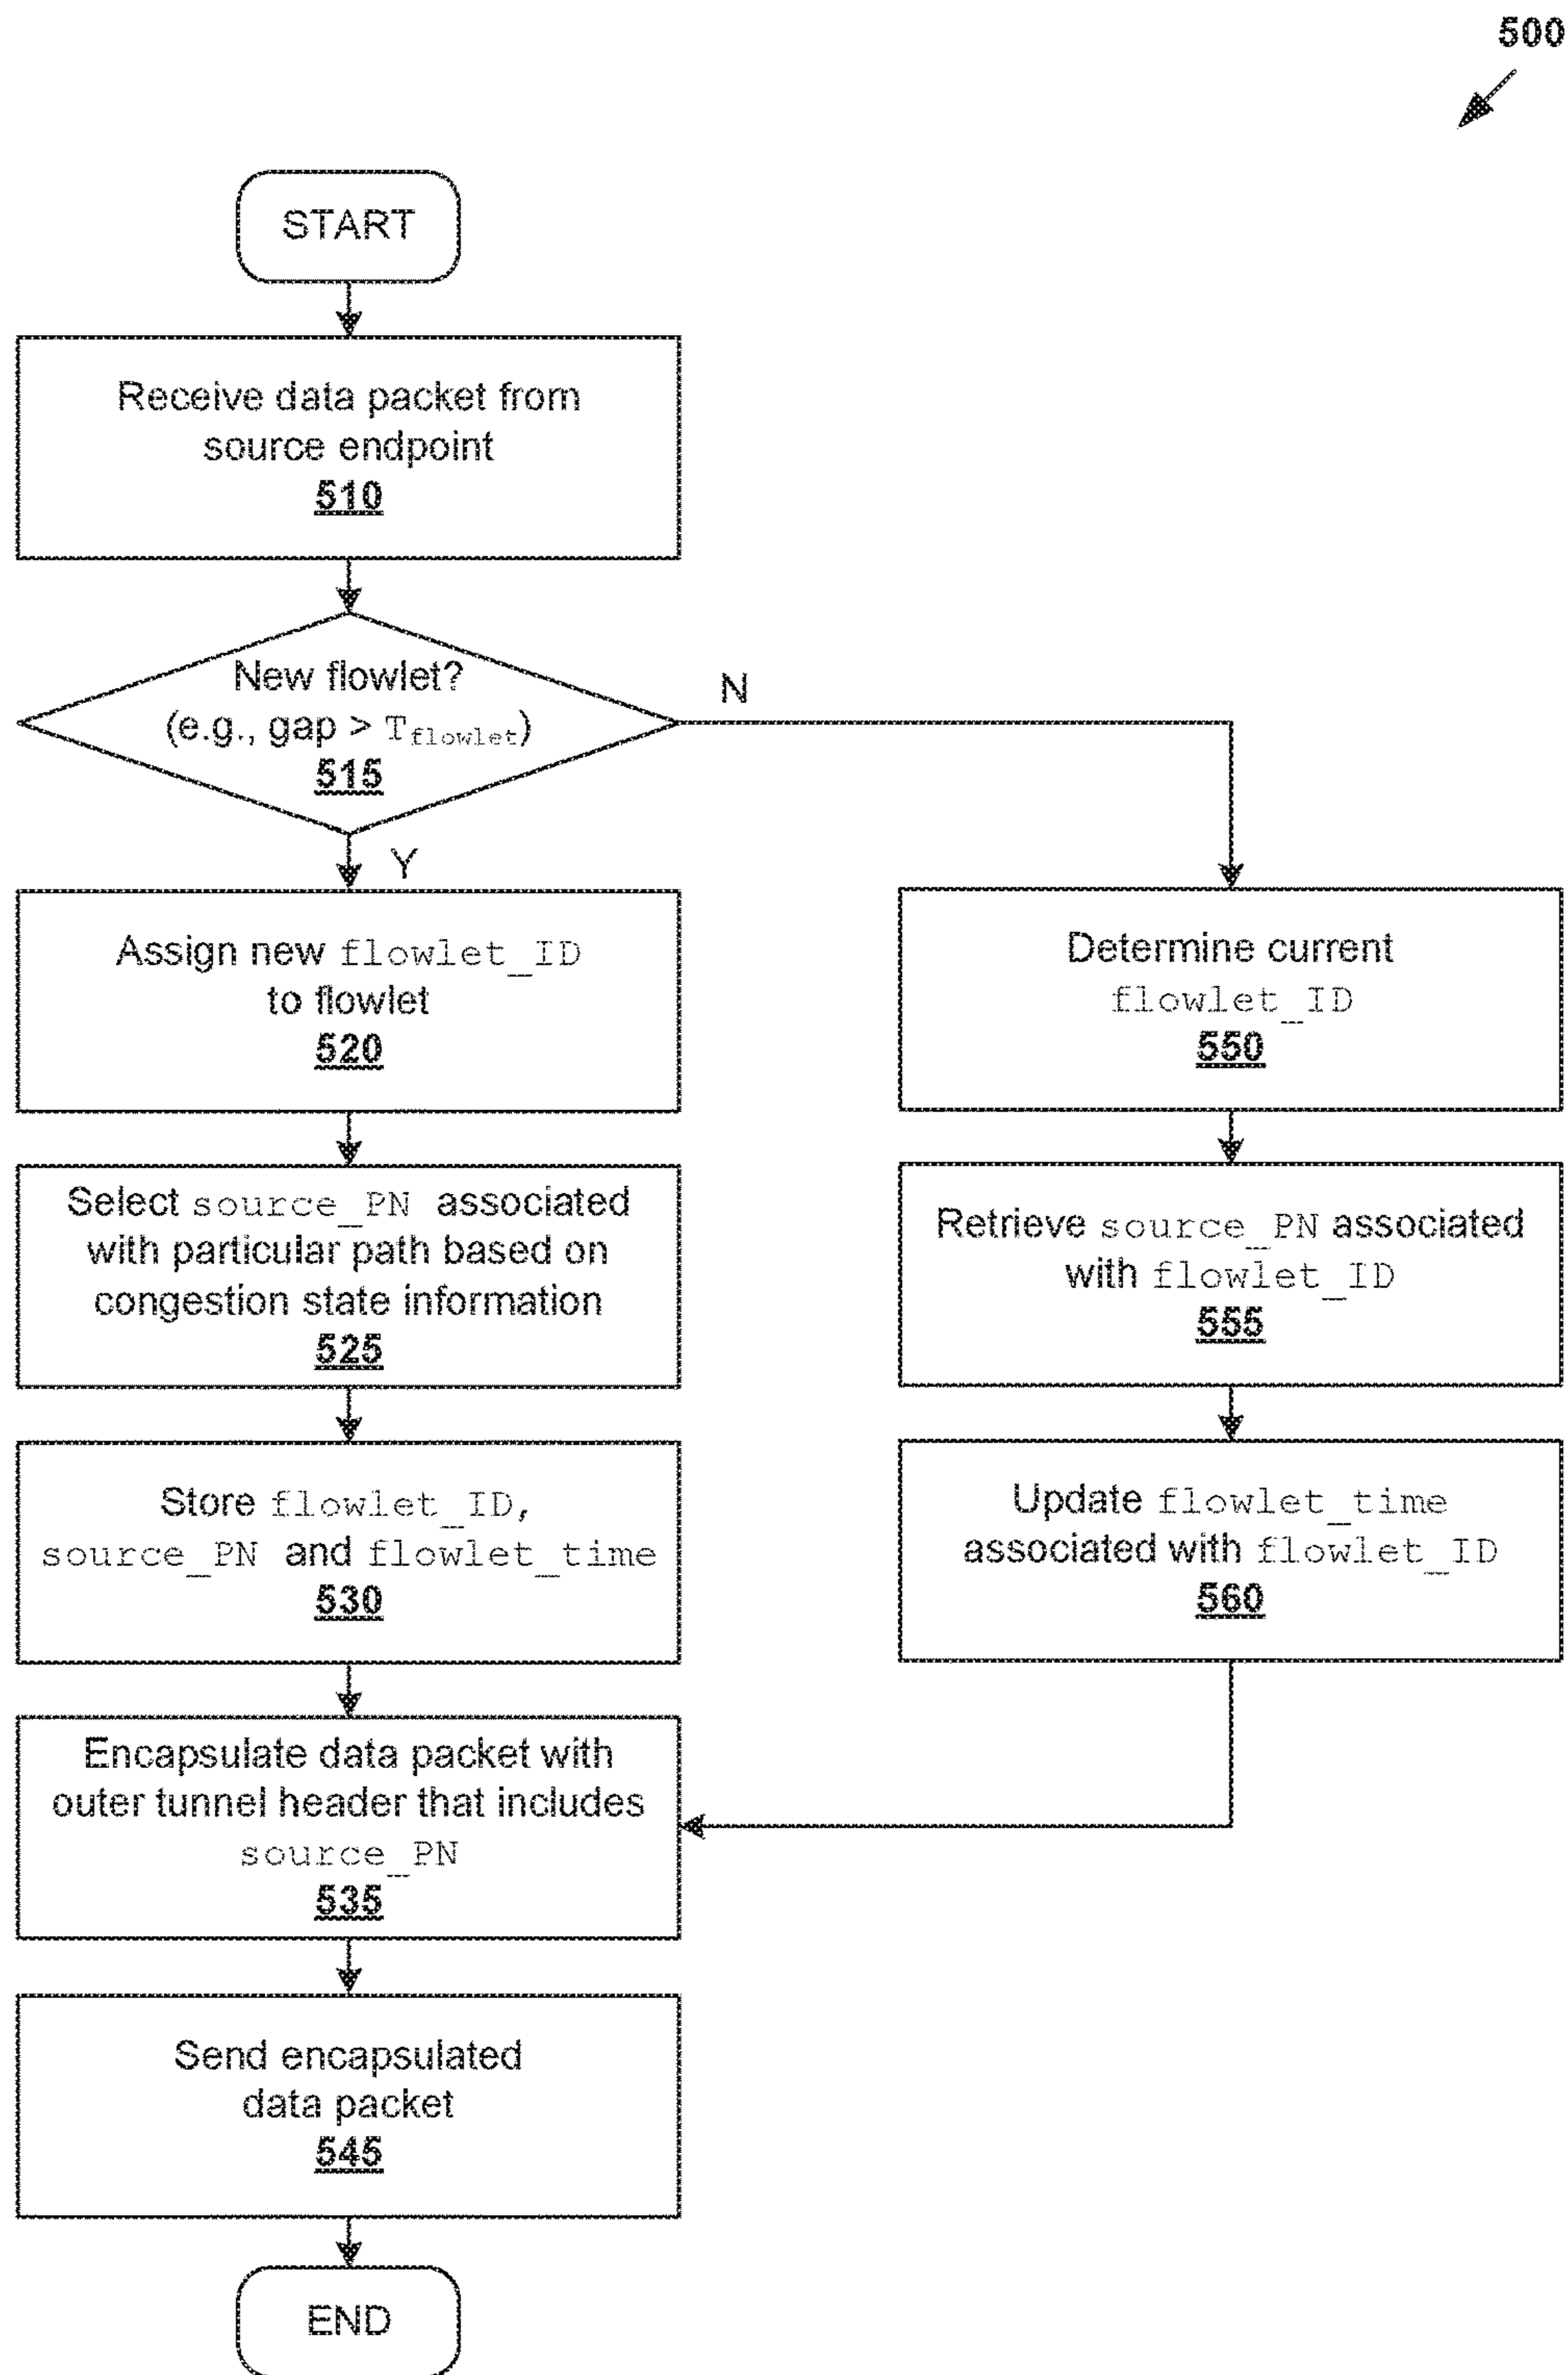 500
START
Receive data packet from
source endpoint
510
New flowlet?
(e.g., gap > Tflowlet)
515
N
Y
Assign new flowlet_ID
to flowlet
520
Select source_PN associated
with particular path based on
congestion state information
525
Store flowlet_ID,
source_PN and flowlet_time
530
Encapsulate data packet with
outer tunnel header that includes
source_PN
535
Send encapsulated
data packet
545
END
Determine current
flowlet_ID
550
Retrieve source_PN associated
with flowlet_ID
555
Update flowlet_time
associated with flowlet_ID
560